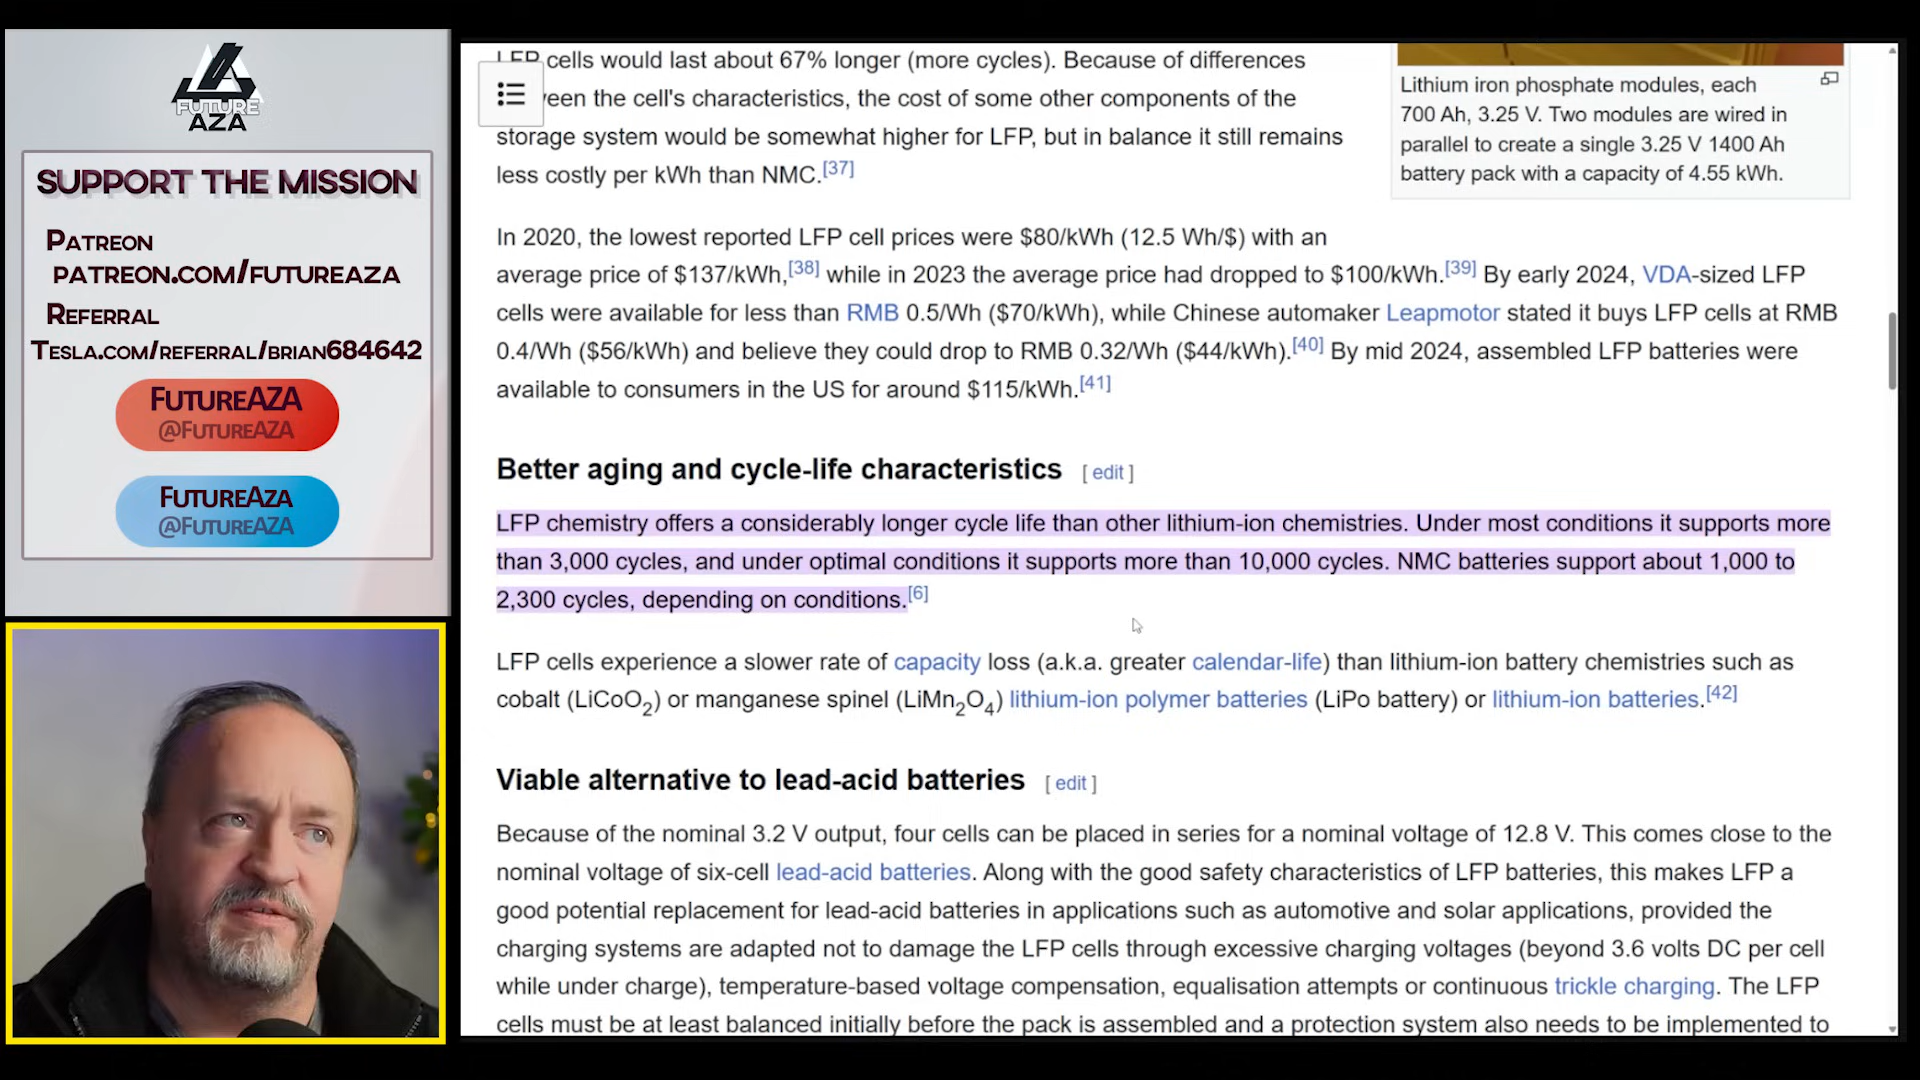 FUTURE
AZA
SUPPORT THE MISSION
PATREON
PATREON.COM/FUTUREAZA
REFERRAL
TESLA.COM/REFERRAL/BRIAN684642
FUTUREAZA
@FUTUREAZA
FUTUREAZA
@FUTUREAZA
LFP cells would last about 67% longer (more cycles). Because of differences
een the cell's characteristics, the cost of some other components of the
storage system would be somewhat higher for LFP, but in balance it still remains
less costly per kWh than NMC.[37]
Lithium iron phosphate modules, each
700 Ah, 3.25 V. Two modules are wired in
parallel to create a single 3.25 V 1400 Ah
battery pack with a capacity of 4.55 kWh.
In 2020, the lowest reported LFP cell prices were $80/kWh (12.5 Wh/$) with an
average price of $137/kWh,[38] while in 2023 the average price had dropped to $100/kWh.[39] By early 2024, VDA-sized LFP
cells were available for less than RMB 0.5/Wh ($70/kWh), while Chinese automaker Leapmotor stated it buys LFP cells at RMB
0.4/Wh ($56/kWh) and believe they could drop to RMB 0.32/Wh ($44/kWh).[40] By mid 2024, assembled LFP batteries were
available to consumers in the US for around $115/kWh.[41]
Better aging and cycle-life characteristics [ edit ]
LFP chemistry offers a considerably longer cycle life than other lithium-ion chemistries. Under most conditions it supports more
than 3,000 cycles, and under optimal conditions it supports more than 10,000 cycles. NMC batteries support about 1,000 to
2,300 cycles, depending on conditions.[6]
LFP cells experience a slower rate of capacity loss (a.k.a. greater calendar-life) than lithium-ion battery chemistries such as
cobalt (LiCoO₂) or manganese spinel (LiMn₂O₄) lithium-ion polymer batteries (LiPo battery) or lithium-ion batteries.[42]
Viable alternative to lead-acid batteries [ edit ]
Because of the nominal 3.2 V output, four cells can be placed in series for a nominal voltage of 12.8 V. This comes close to the
nominal voltage of six-cell lead-acid batteries. Along with the good safety characteristics of LFP batteries, this makes LFP a
good potential replacement for lead-acid batteries in applications such as automotive and solar applications, provided the
charging systems are adapted not to damage the LFP cells through excessive charging voltages (beyond 3.6 volts DC per cell
while under charge), temperature-based voltage compensation, equalisation attempts or continuous trickle charging. The LFP
cells must be at least balanced initially before the pack is assembled and a protection system also needs to be implemented to